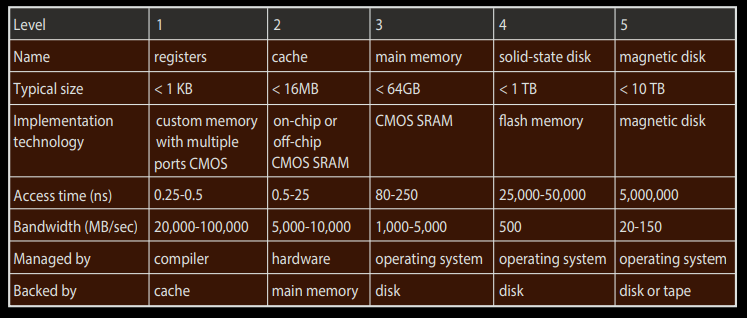 Level 1 2 3 4 5
Name registers cache main memory solid-state disk magnetic disk
Typical size < 1 KB < 16MB < 64GB < 1 TB < 10 TB
Implementation custom memory on-chip or CMOS SRAM flash memory magnetic disk
technology with multiple off-chip
ports CMOS CMOS SRAM
Access time (ns) 0.25-0.5 0.5-25 80-250 25,000-50,000 5,000,000
Bandwidth (MB/sec) 20,000-100,000 5,000-10,000 1,000-5,000 500 20-150
Managed by compiler hardware operating system operating system operating system
Backed by cache main memory disk disk disk or tape